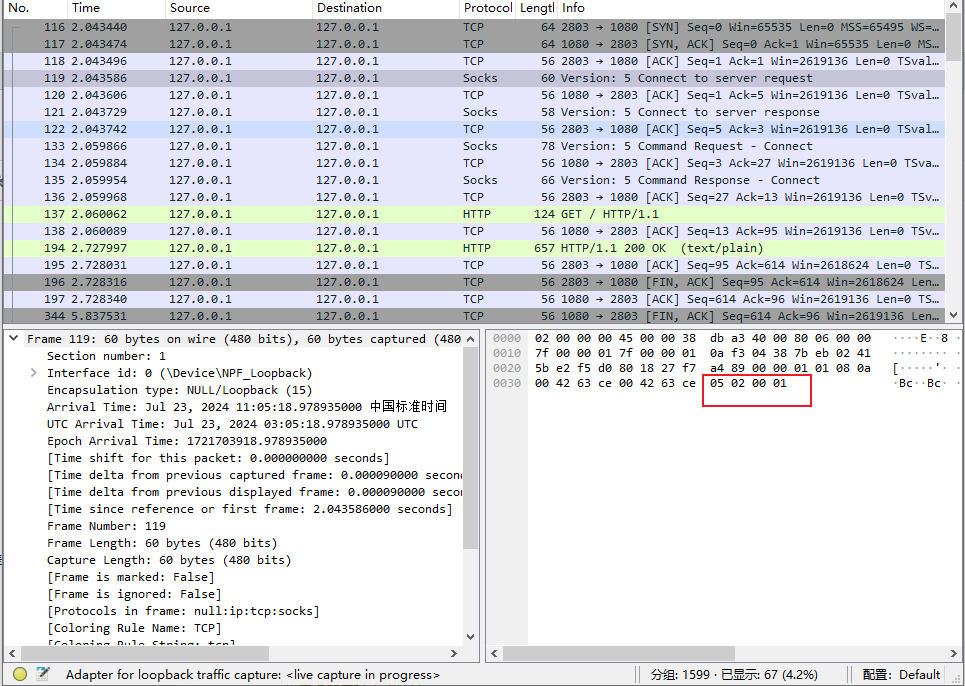 No. Time Source Destination Protocol Lengtl Info
116 2.043440 127.0.0.1 127.0.0.1 TCP 64 2803 → 1080 [SYN] Seq=0 Win=65535 Len=0 MSS=65495 WS=…
117 2.043474 127.0.0.1 127.0.0.1 TCP 64 1080 → 2803 [SYN, ACK] Seq=0 Ack=1 Win=65535 Len=0 MS…
118 2.043496 127.0.0.1 127.0.0.1 TCP 56 2803 → 1080 [ACK] Seq=1 Ack=1 Win=2619136 Len=0 TSval…
119 2.043586 127.0.0.1 127.0.0.1 Socks 60 Version: 5 Connect to server request
120 2.043606 127.0.0.1 127.0.0.1 TCP 56 1080 → 2803 [ACK] Seq=1 Ack=5 Win=2619136 Len=0 TSval…
121 2.043729 127.0.0.1 127.0.0.1 Socks 58 Version: 5 Connect to server response
122 2.043742 127.0.0.1 127.0.0.1 TCP 56 2803 → 1080 [ACK] Seq=5 Ack=3 Win=2619136 Len=0 TSval…
133 2.059866 127.0.0.1 127.0.0.1 Socks 78 Version: 5 Command Request - Connect
134 2.059884 127.0.0.1 127.0.0.1 TCP 56 1080 → 2803 [ACK] Seq=3 Ack=27 Win=2619136 Len=0 TSva…
135 2.059954 127.0.0.1 127.0.0.1 Socks 66 Version: 5 Command Response - Connect
136 2.059968 127.0.0.1 127.0.0.1 TCP 56 2803 → 1080 [ACK] Seq=27 Ack=13 Win=2619136 Len=0 TSv…
137 2.060062 127.0.0.1 127.0.0.1 HTTP 124 GET / HTTP/1.1
138 2.060089 127.0.0.1 127.0.0.1 TCP 56 1080 → 2803 [ACK] Seq=13 Ack=95 Win=2619136 Len=0 TSv…
194 2.727997 127.0.0.1 127.0.0.1 HTTP 657 HTTP/1.1 200 OK (text/plain)
195 2.728031 127.0.0.1 127.0.0.1 TCP 56 2803 → 1080 [ACK] Seq=95 Ack=614 Win=2618624 Len=0 TS…
196 2.728316 127.0.0.1 127.0.0.1 TCP 56 2803 → 1080 [FIN, ACK] Seq=95 Ack=614 Win=2618624 Len…
197 2.728340 127.0.0.1 127.0.0.1 TCP 56 1080 → 2803 [ACK] Seq=614 Ack=96 Win=2619136 Len=0 TS…
344 5.837531 127.0.0.1 127.0.0.1 TCP 56 1080 → 2803 [FIN, ACK] Seq=614 Ack=96 Win=2619136 Len…
Frame 119: 60 bytes on wire (480 bits), 60 bytes captured (480
Section number: 1
Interface id: 0 (\Device\NPF_Loopback)
Encapsulation type: NULL/Loopback (15)
Arrival Time: Jul 23, 2024 11:05:18.978935000 中国标准时间
UTC Arrival Time: Jul 23, 2024 03:05:18.978935000 UTC
Epoch Arrival Time: 1721703918.978935000
[Time shift for this packet: 0.000000000 seconds]
[Time delta from previous captured frame: 0.000090000 second
[Time delta from previous displayed frame: 0.000090000 secon
[Time since reference or first frame: 2.043586000 seconds]
Frame Number: 119
Frame Length: 60 bytes (480 bits)
Capture Length: 60 bytes (480 bits)
[Frame is marked: False]
[Frame is ignored: False]
[Protocols in frame: null:ip:tcp:socks]
[Coloring Rule Name: TCP]
[Coloring Rule String: tcp]
0000 02 00 00 00 45 00 00 38 db a3 40 00 80 06 00 00 ····E··8
0010 7f 00 00 01 7f 00 00 01 0a f3 04 38 7b eb 02 41 ········
0020 5b e2 f5 d0 80 18 27 f7 a4 89 00 00 01 01 08 0a [·····'·
0030 00 42 63 ce 00 42 63 ce 05 02 00 01 ·Bc··Bc·
Adapter for loopback traffic capture: <live capture in progress>
分组: 1599 · 已显示: 67 (4.2%)
配置: Default